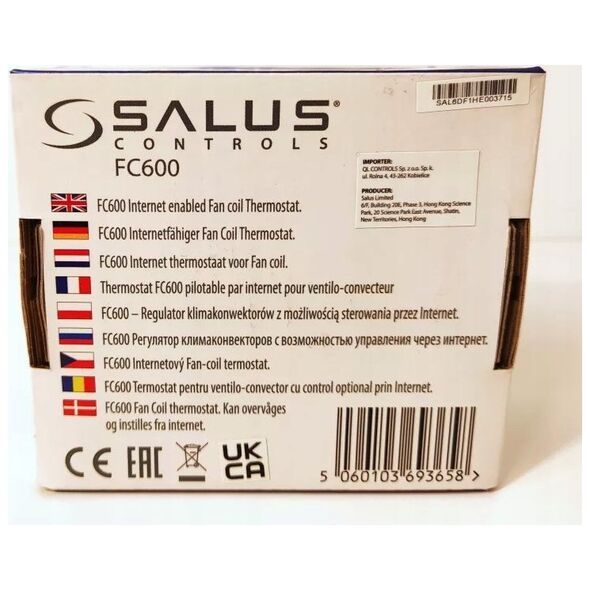 SALUS®
CONTROLS
FC600
SAL6DF1HE003715
IMPORTER:
QL CONTROLS Sp. z o.o. Sp. k.
ul. Rolna 4, 43-262 Kobielice
PRODUCER:
Salus Limited
6/F, Building 20E, Phase 3, Hong Kong Science
Park, 20 Science Park East Avenue, Shatin,
New Territories, Hong Kong
FC600 Internet enabled Fan coil Thermostat.
FC600 Internetfähiger Fan Coil Thermostat.
FC600 Internet thermostaat voor Fan coil.
Thermostat FC600 pilotable par internet pour ventilo-convecteur
FC600 – Regulator klimakonwektorów z możliwością sterowania przez Internet.
FC600 Регулятор климаконвекторов с возможностью управления через интернет.
FC600 Internetový Fan-coil termostat.
FC600 Termostat pentru ventilo-convector cu control optional prin Internet.
FC600 Fan Coil thermostat. Kan overvåges
og instilles fra internet.
CE EAC UK
CA
5 060103 693658 >